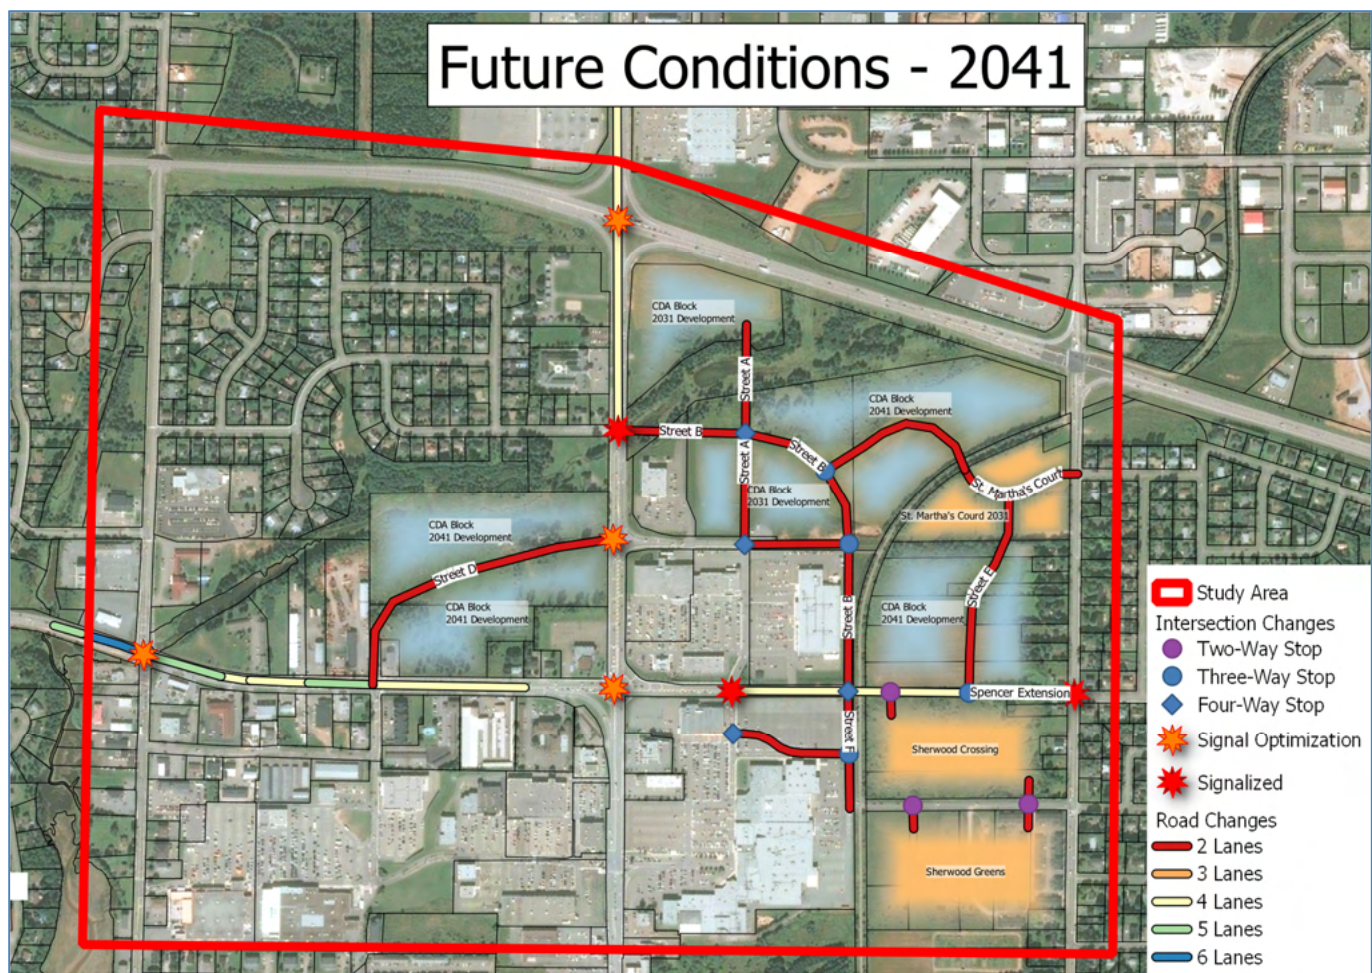 Future Conditions - 2041
CDA Block
2031 Development
Street A
CDA Block
2041 Development
Street B
Street A
Street B
CDA Block
2031 Development
St. Martha's Court
St. Martha's Courd 2031
CDA Block
2041 Development
Street D
CDA Block
2041 Development
Street B
CDA Block
2041 Development
Street E
Spencer Extension
Street F
Sherwood Crossing
Sherwood Greens
Study Area
Intersection Changes
Two-Way Stop
Three-Way Stop
Four-Way Stop
Signal Optimization
Signalized
Road Changes
2 Lanes
3 Lanes
4 Lanes
5 Lanes
6 Lanes